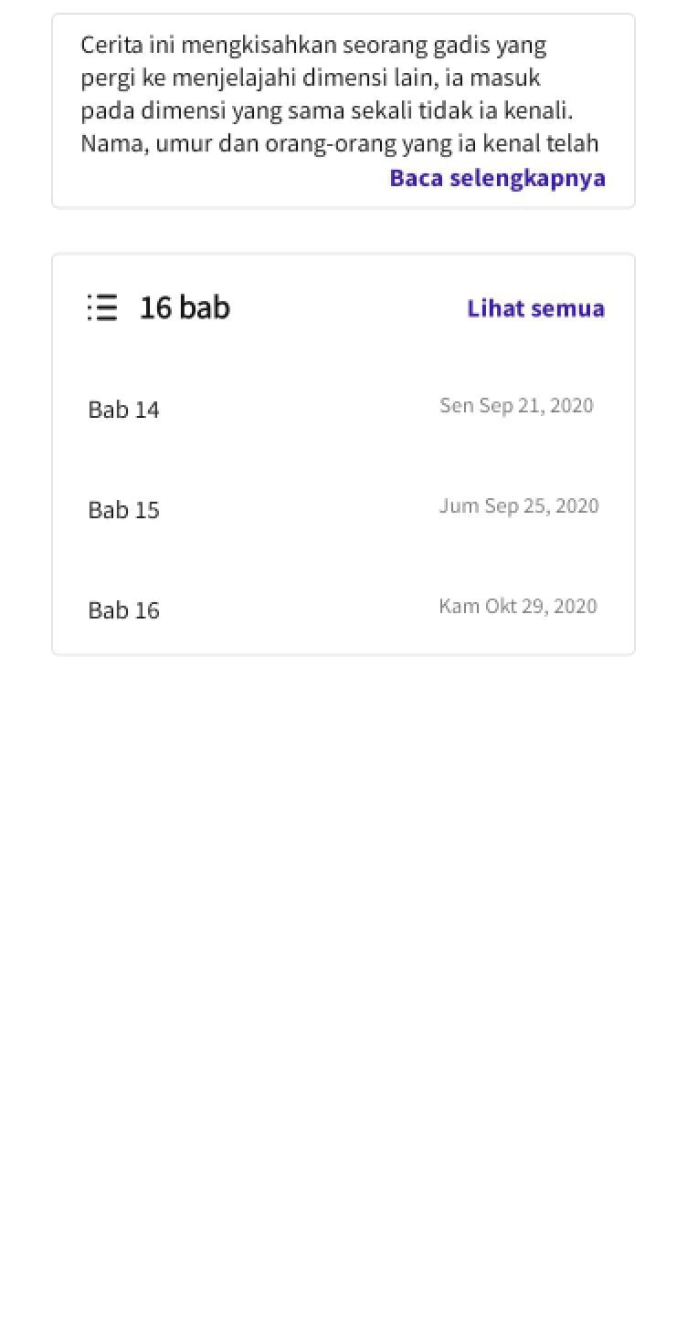 Cerita ini mengkisahkan seorang gadis yang
pergi ke menjelajahi dimensi lain, ia masuk
pada dimensi yang sama sekali tidak ia kenali.
Nama, umur dan orang-orang yang ia kenal telah
Baca selengkapnya
16 bab
Lihat semua
Bab 14
Sen Sep 21, 2020
Bab 15
Jum Sep 25, 2020
Bab 16
Kam Okt 29, 2020